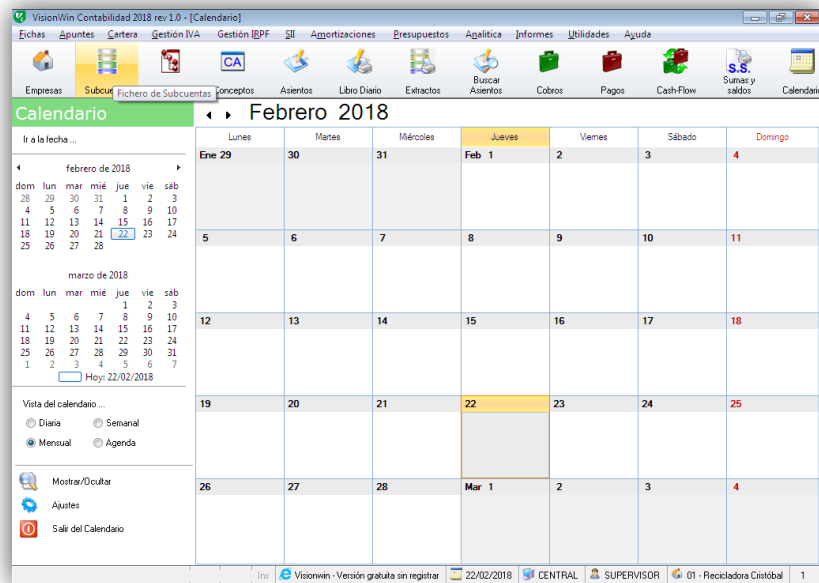 VisionWin Contabilidad 2018 rev 1.0 - [Calendario]
Fichas Apuntes Cartera Gestión IVA Gestión IRPF SII Amortizaciones Presupuestos Analitica Informes Utilidades Ayuda
CA S.S.
Empresas Subcu Conceptos Asientos Libro Diario Extractos Buscar Asientos Cobros Pagos Cash-Flow Sumas y saldos Calendario
Fichero de Subcuentas
Calendario
Febrero 2018
Ir a la fecha ...
Lunes Martes Miércoles Jueves Viernes Sábado Domingo
febrero de 2018
dom lun mar mié jue vie sáb
28 29 30 31 1 2 3
4 5 6 7 8 9 10
11 12 13 14 15 16 17
18 19 20 21 22 23 24
25 26 27 28
marzo de 2018
dom lun mar mié jue vie sáb
1 2 3
4 5 6 7 8 9 10
11 12 13 14 15 16 17
18 19 20 21 22 23 24
25 26 27 28 29 30 31
1 2 3 4 5 6 7
Hoy: 22/02/2018
Vista del calendario ...
Diaria Semanal
Mensual Agenda
Mostrar/Ocultar
Ajustes
Salir del Calendario
Ene 29 30 31 Feb 1 2 3 4
5 6 7 8 9 10 11
12 13 14 15 16 17 18
19 20 21 22 23 24 25
26 27 28 Mar 1 2 3 4
Ins Visionwin - Versión gratuita sin registrar 22/02/2018 CENTRAL SUPERVISOR 01 - Recicladora Cristóbal 1